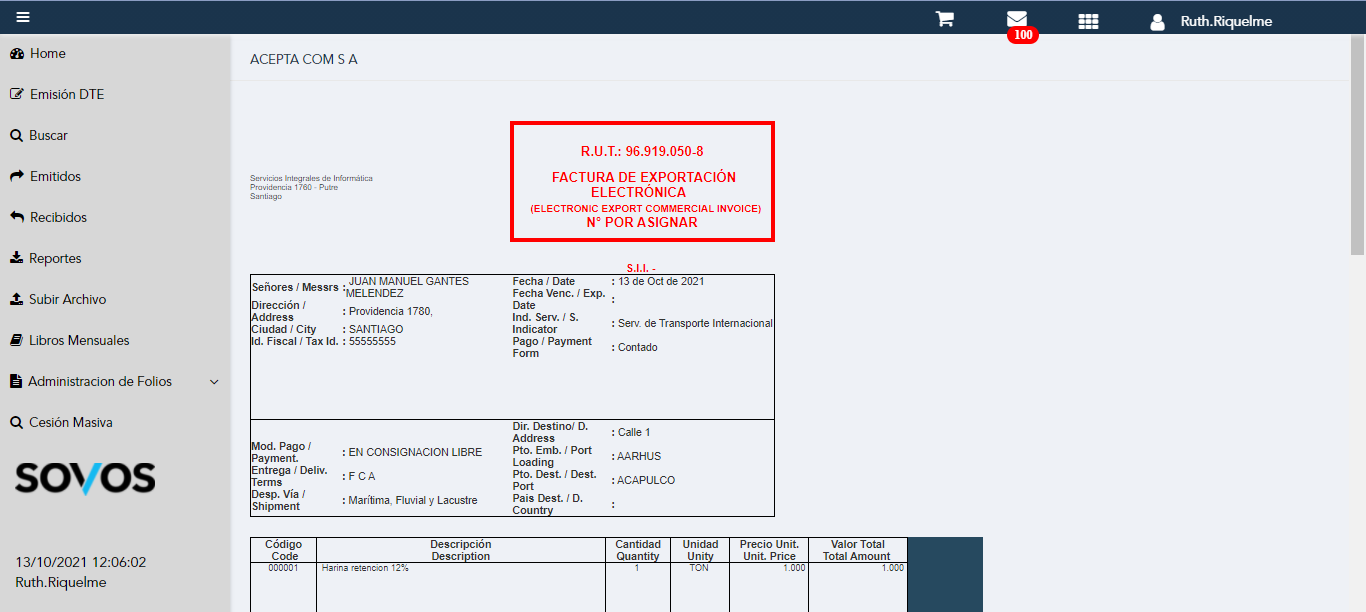 Ruth.Riquelme
100
Home
Emisión DTE
Buscar
Emitidos
Recibidos
Reportes
Subir Archivo
Libros Mensuales
Administracion de Folios
Cesión Masiva
SOVOS
13/10/2021 12:06:02
Ruth.Riquelme
ACEPTA COM S A
Servicios Integrales de Informática
Providencia 1760 - Putre
Santiago
R.U.T.: 96.919.050-8
FACTURA DE EXPORTACIÓN
ELECTRÓNICA
(ELECTRONIC EXPORT COMMERCIAL INVOICE)
N° POR ASIGNAR
S.I.I. -
Señores / Messrs : JUAN MANUEL GANTES
MELENDEZ
Dirección /
Address : Providencia 1780,
Ciudad / City : SANTIAGO
Id. Fiscal / Tax Id. : 55555555
Fecha / Date : 13 de Oct de 2021
Fecha Venc. / Exp.
Date :
Ind. Serv. / S.
Indicator : Serv. de Transporte Internacional
Pago / Payment
Form : Contado
Mod. Pago /
Payment. : EN CONSIGNACION LIBRE
Entrega / Deliv.
Terms : F C A
Desp. Vía /
Shipment : Marítima, Fluvial y Lacustre
Dir. Destino/ D.
Address : Calle 1
Pto. Emb. / Port
Loading : AARHUS
Pto. Dest. / Dest.
Port : ACAPULCO
Pais Dest. / D.
Country :
Código Descripción Cantidad Unidad Precio Unit. Valor Total
Code Description Quantity Unity Unit. Price Total Amount
000001 Harina retencion 12% 1 TON 1.000 1.000